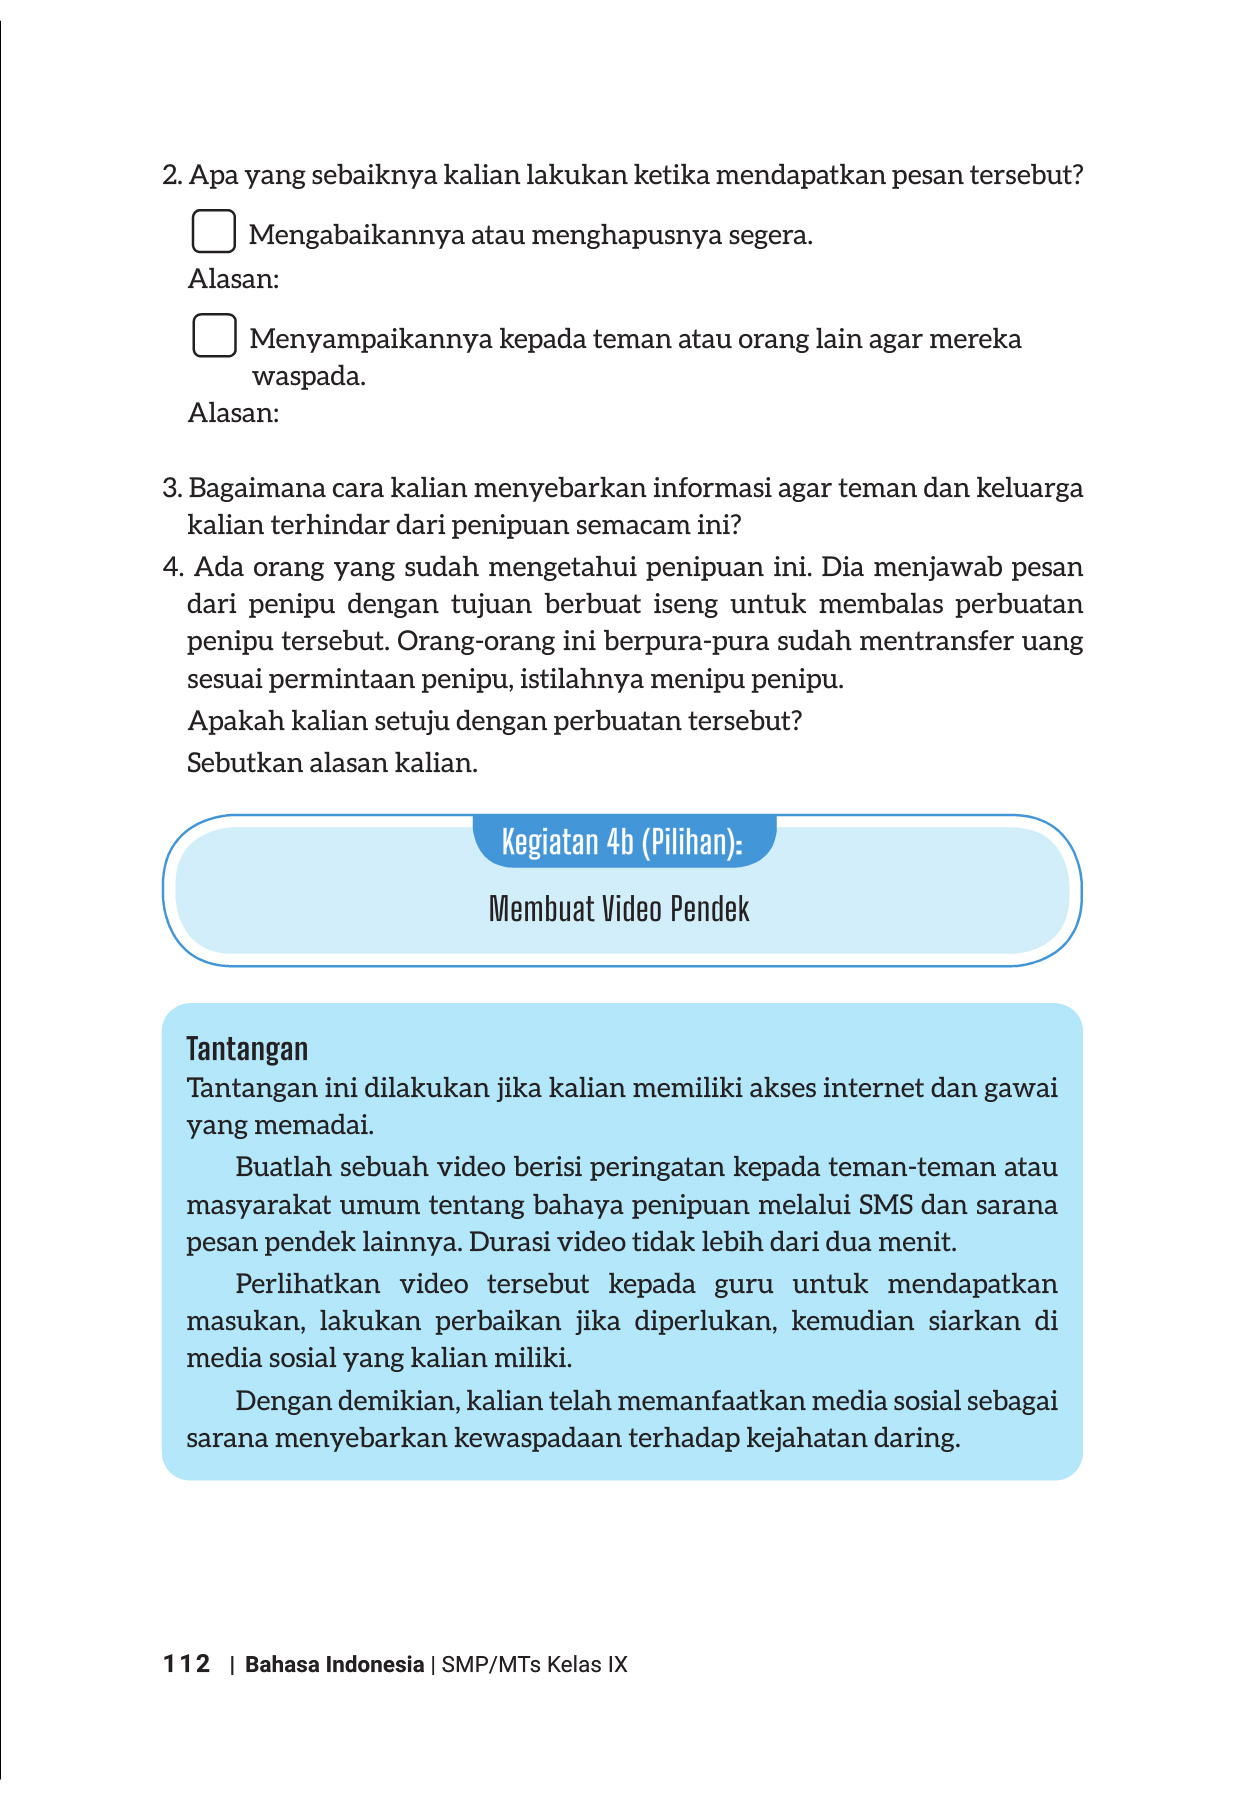 2. Apa yang sebaiknya kalian lakukan ketika mendapatkan pesan tersebut?
Mengabaikannya atau menghapusnya segera.
Alasan:
Menyampaikannya kepada teman atau orang lain agar mereka
waspada.
Alasan:
3. Bagaimana cara kalian menyebarkan informasi agar teman dan keluarga
kalian terhindar dari penipuan semacam ini?
4. Ada orang yang sudah mengetahui penipuan ini. Dia menjawab pesan
dari penipu dengan tujuan berbuat iseng untuk membalas perbuatan
penipu tersebut. Orang-orang ini berpura-pura sudah mentransfer uang
sesuai permintaan penipu, istilahnya menipu penipu.
Apakah kalian setuju dengan perbuatan tersebut?
Sebutkan alasan kalian.
Kegiatan 4b (Pilihan):
Membuat Video Pendek
Tantangan
Tantangan ini dilakukan jika kalian memiliki akses internet dan gawai
yang memadai.
Buatlah sebuah video berisi peringatan kepada teman-teman atau
masyarakat umum tentang bahaya penipuan melalui SMS dan sarana
pesan pendek lainnya. Durasi video tidak lebih dari dua menit.
Perlihatkan video tersebut kepada guru untuk mendapatkan
masukan, lakukan perbaikan jika diperlukan, kemudian siarkan di
media sosial yang kalian miliki.
Dengan demikian, kalian telah memanfaatkan media sosial sebagai
sarana menyebarkan kewaspadaan terhadap kejahatan daring.
112 | Bahasa Indonesia | SMP/MTs Kelas IX